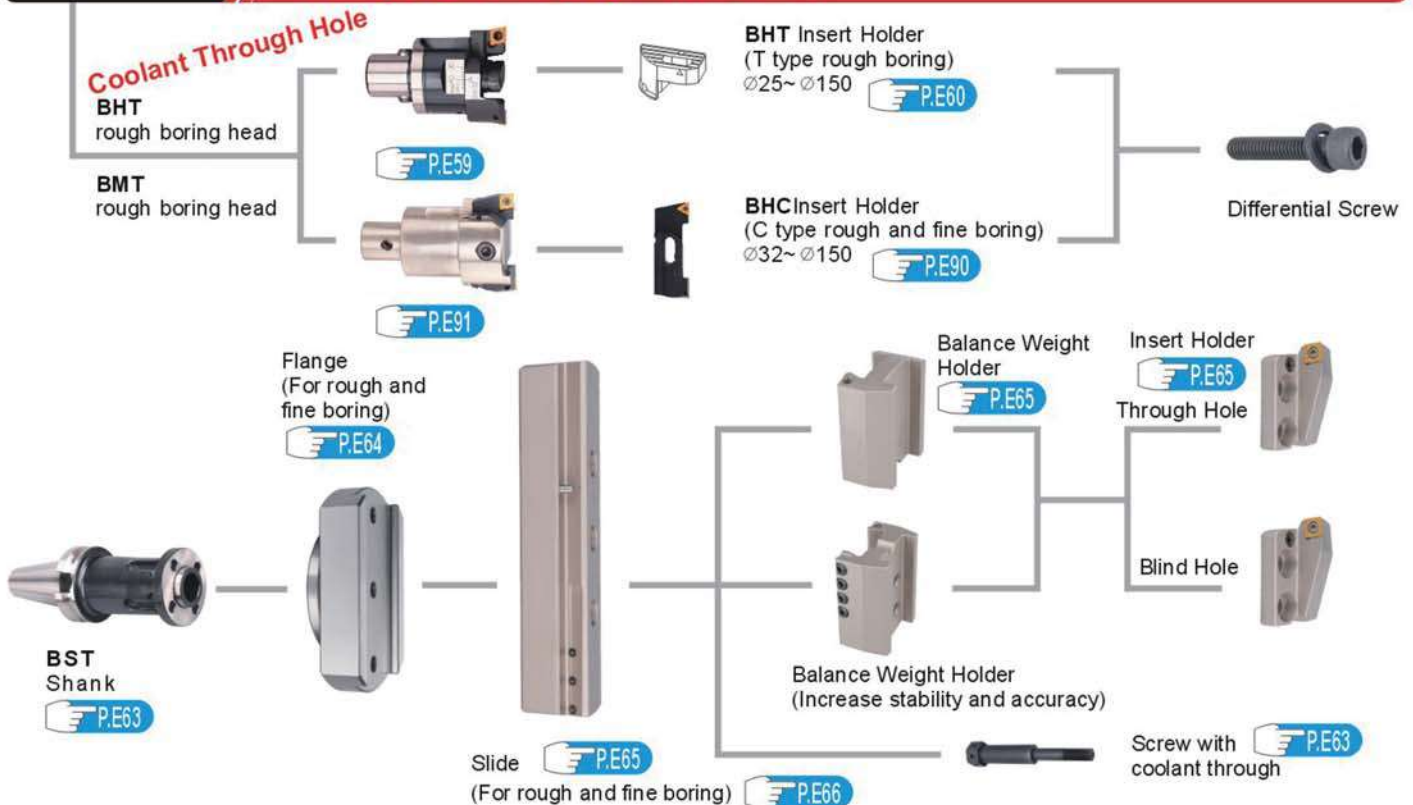 Coolant Through Hole
BHT
rough boring head
P.E59
BHT Insert Holder
(T type rough boring)
∅25~ ∅150
P.E60
BMT
rough boring head
P.E91
BHCInsert Holder
(C type rough and fine boring)
∅32~ ∅150
P.E90
Differential Screw
Flange
(For rough and
fine boring)
P.E64
Balance Weight
Holder
P.E65
Insert Holder
P.E65
Through Hole
Blind Hole
BST
Shank
P.E63
Balance Weight Holder
(Increase stability and accuracy)
Slide
P.E65
(For rough and fine boring)
P.E66
Screw with
coolant through
P.E63